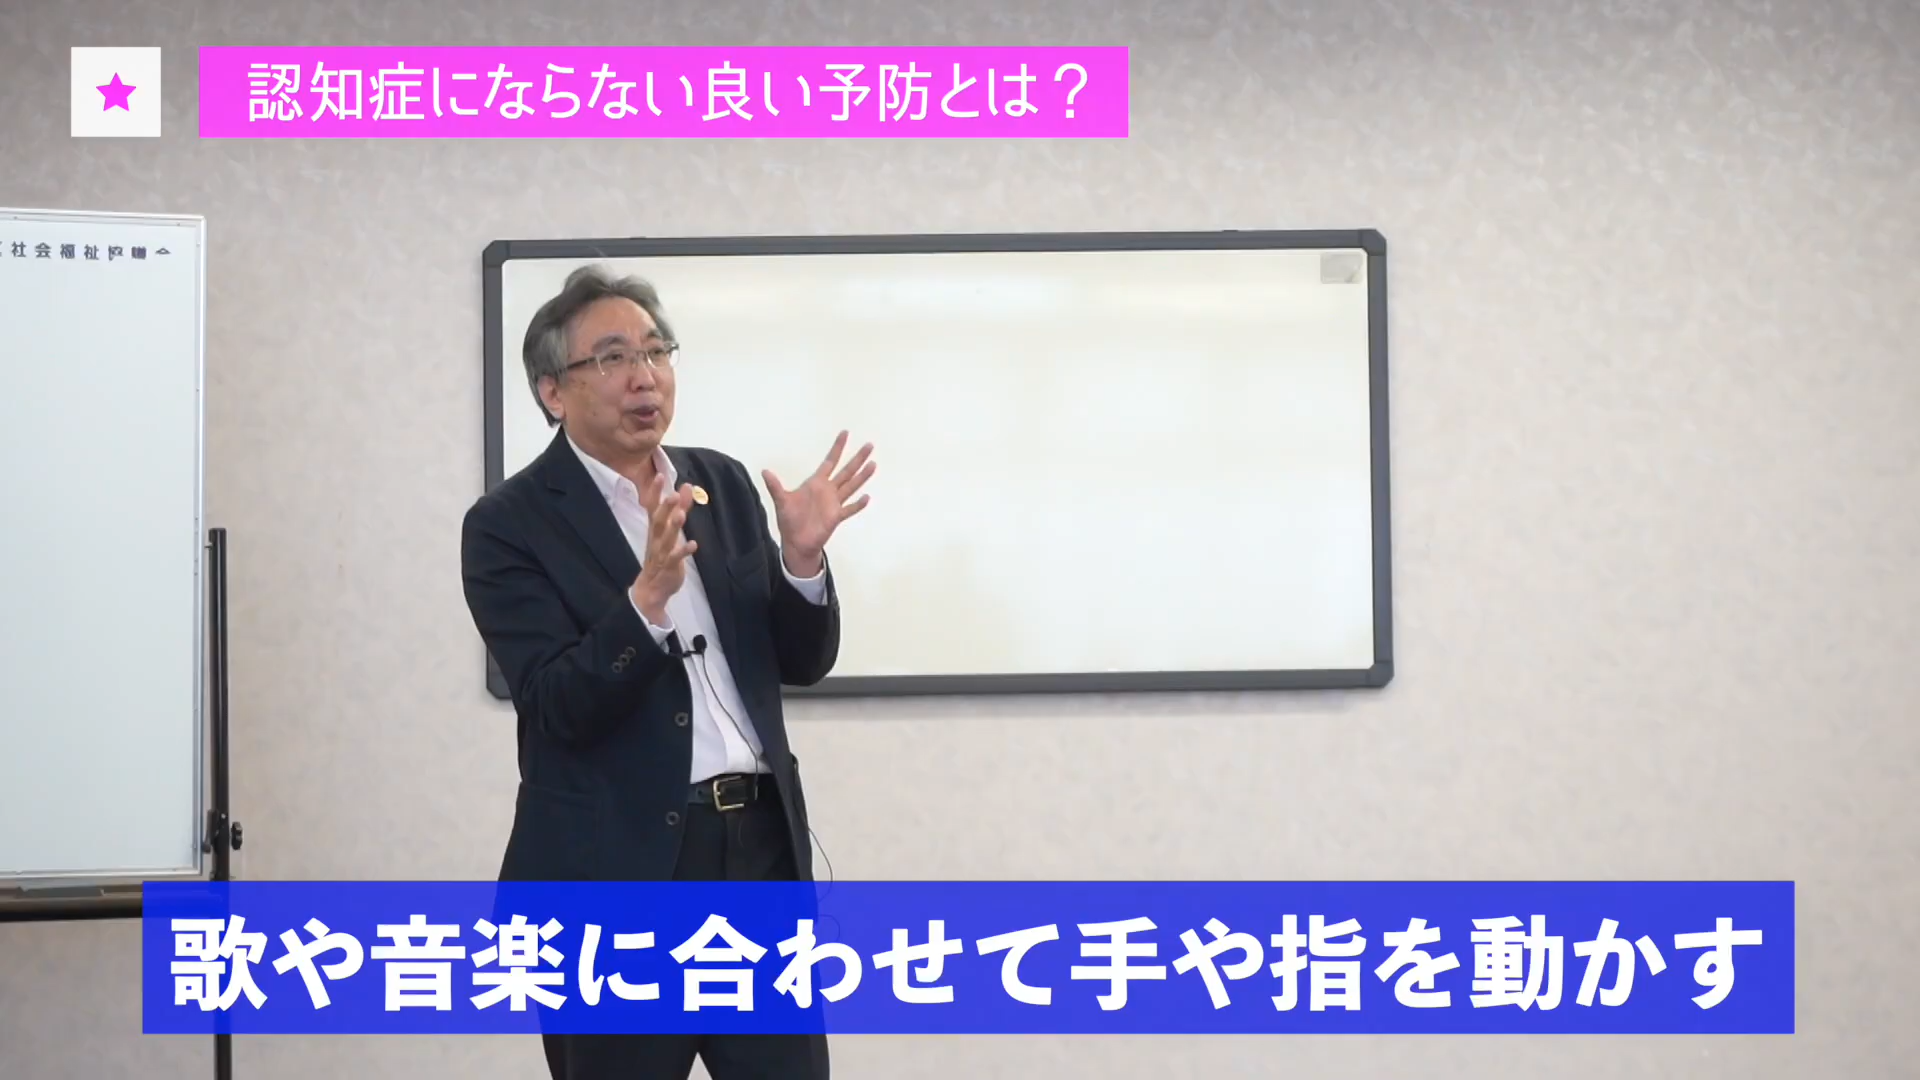 認知症にならない良い予防とは？
社会福祉協議会
歌や音楽に合わせて手や指を動かす